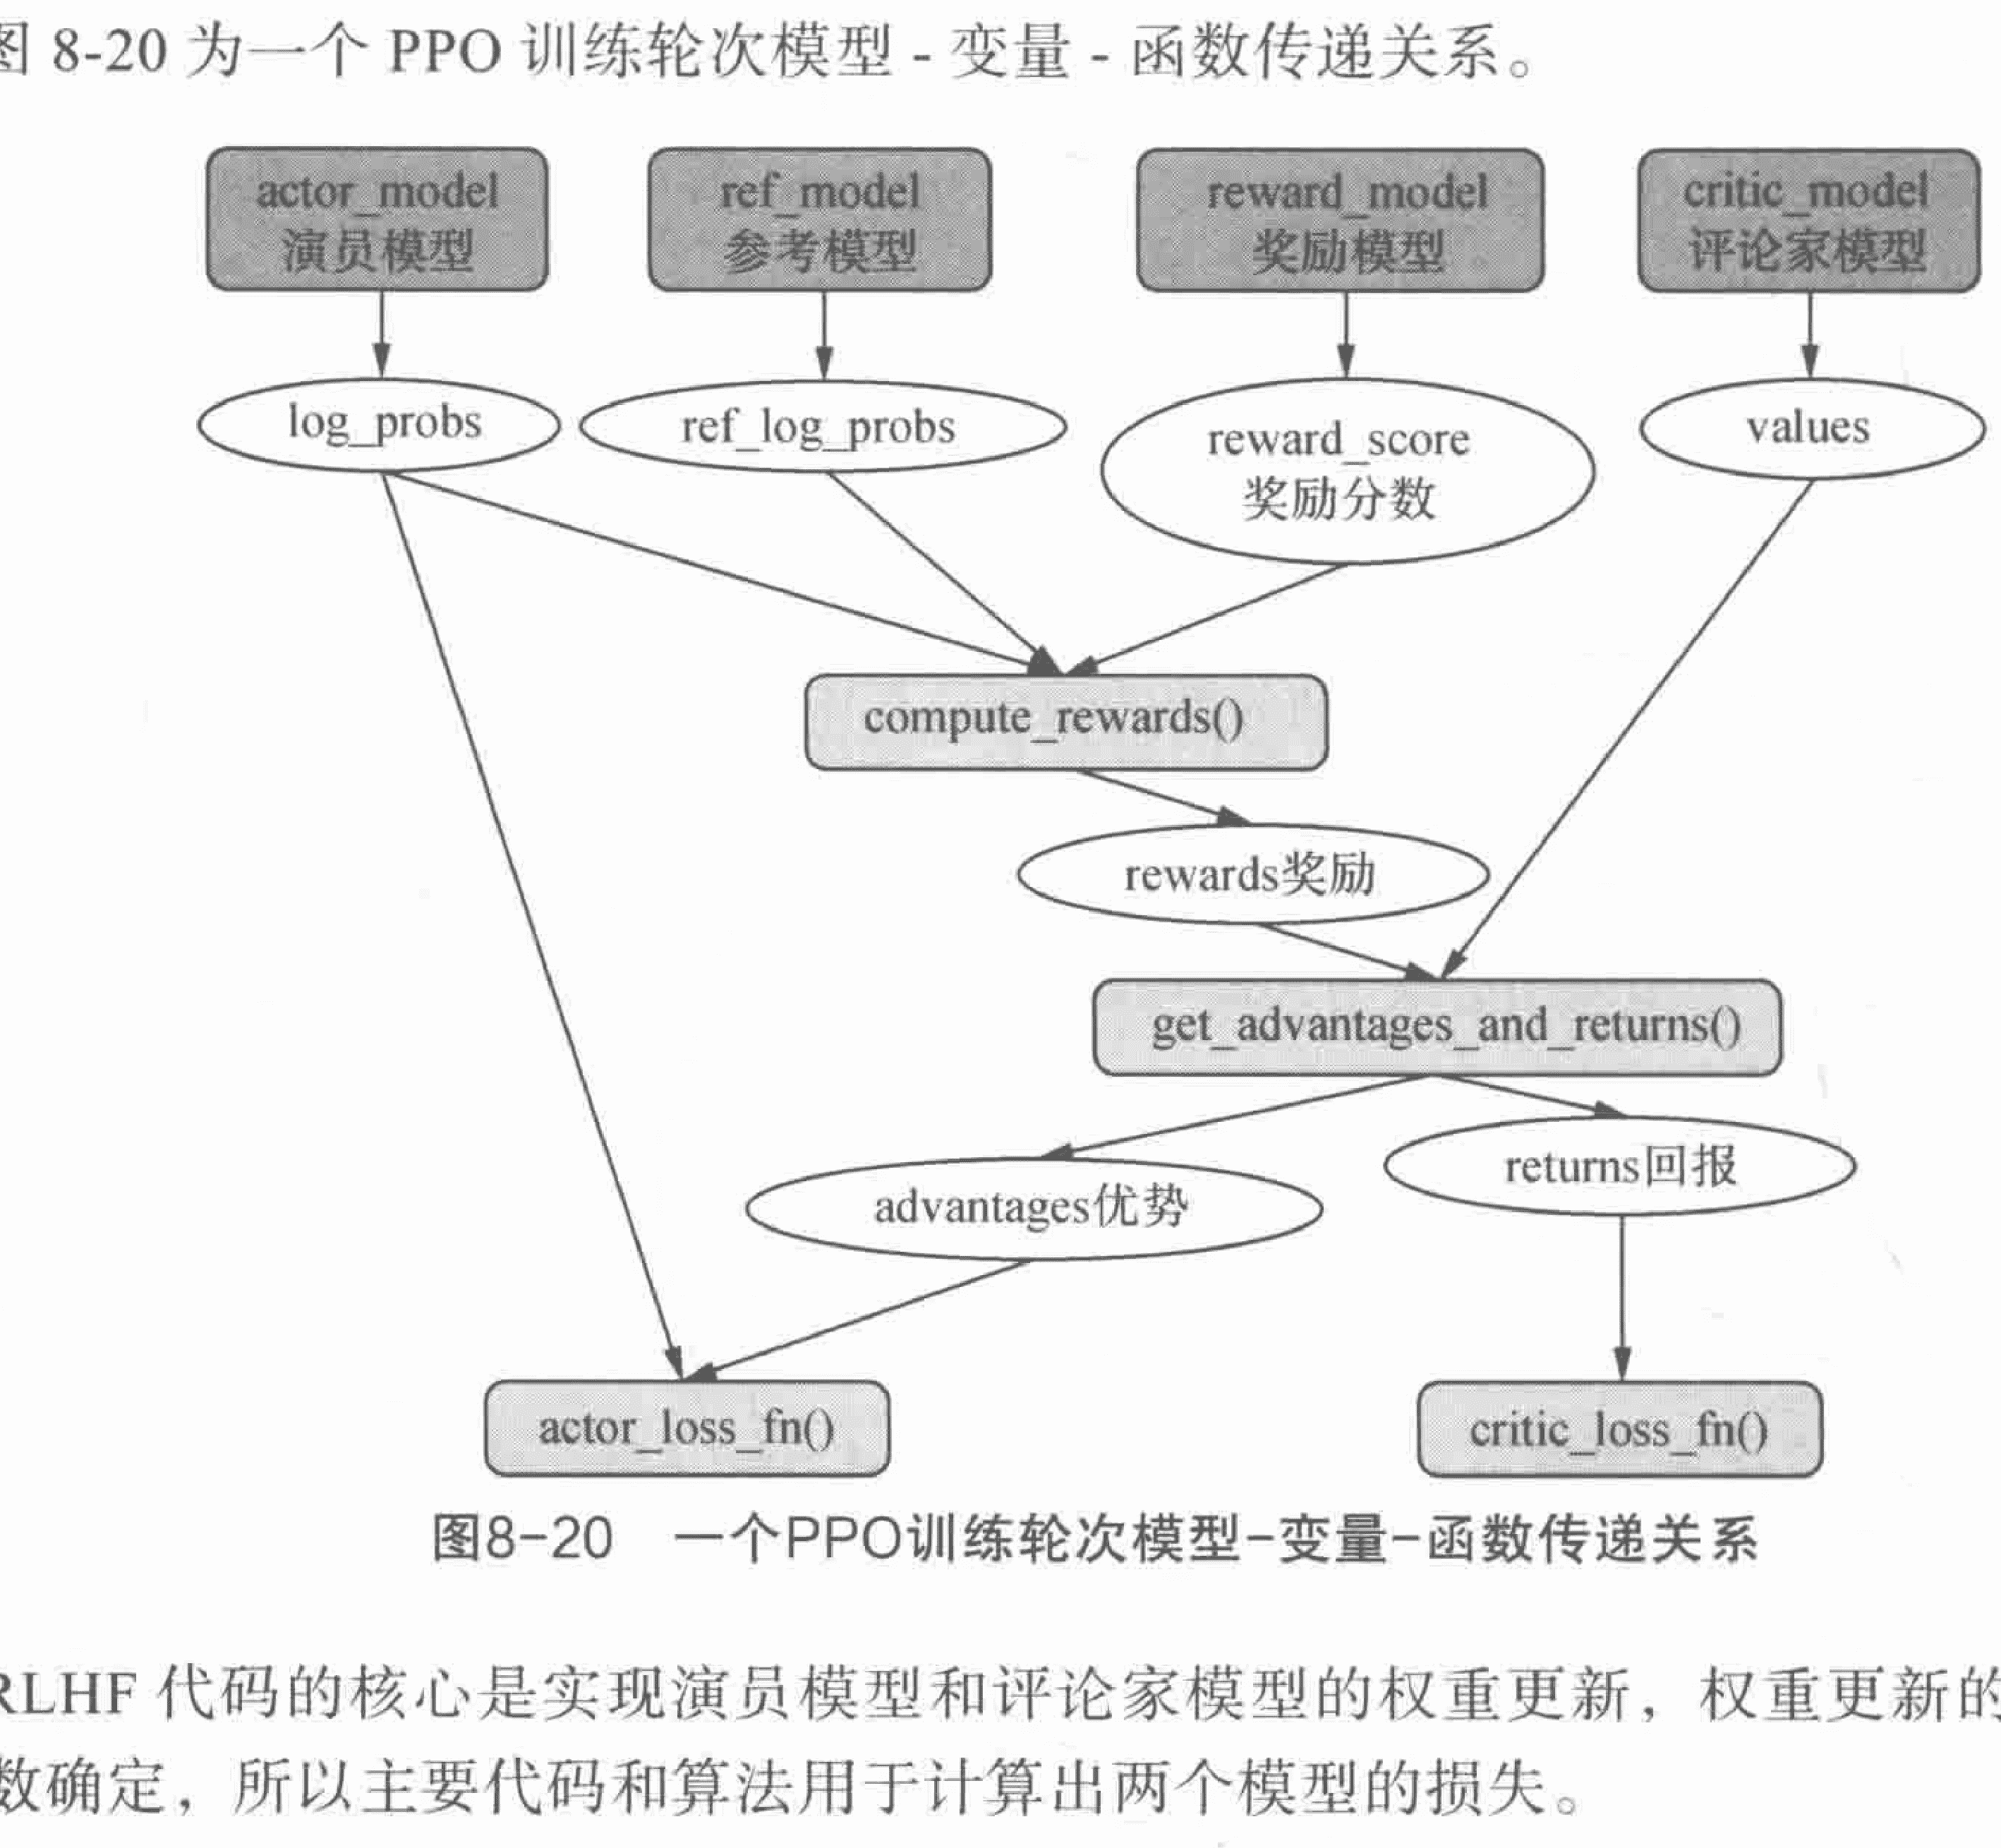 图 8-20 为一个 PPO 训练轮次模型 - 变量 - 函数传递关系。
actor_model
演员模型
ref_model
参考模型
reward_model
奖励模型
critic_model
评论家模型
log_probs
ref_log_probs
reward_score
奖励分数
values
compute_rewards()
rewards奖励
get_advantages_and_returns()
advantages优势
returns回报
actor_loss_fn()
critic_loss_fn()
图8-20 一个PPO训练轮次模型-变量-函数传递关系
RLHF 代码的核心是实现演员模型和评论家模型的权重更新，权重更新的
数确定，所以主要代码和算法用于计算出两个模型的损失。